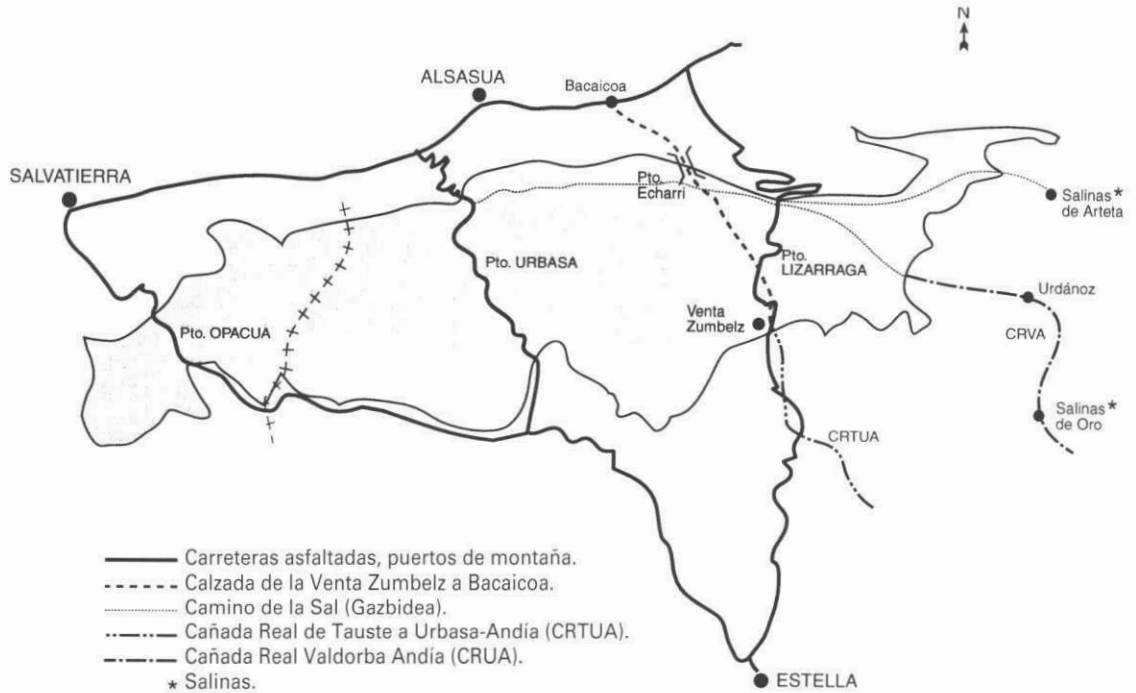 N
ALSASUA
Bacaicoa
SALVATIERRA
Pto.
Echarri
Salinas *
de Arteta
Pto. URBASA
Pto.
LIZARRAGA
Urdánoz
Pto. OPACUA
Venta
Zumbelz
CRVA
Salinas *
de Oro
CRTUA
Carreteras asfaltadas, puertos de montaña.
Calzada de la Venta Zumbelz a Bacaicoa.
Camino de la Sal (Gazbidea).
Cañada Real de Tauste a Urbasa-Andía (CRTUA).
Cañada Real Valdorba Andía (CRUA).
* Salinas.
ESTELLA